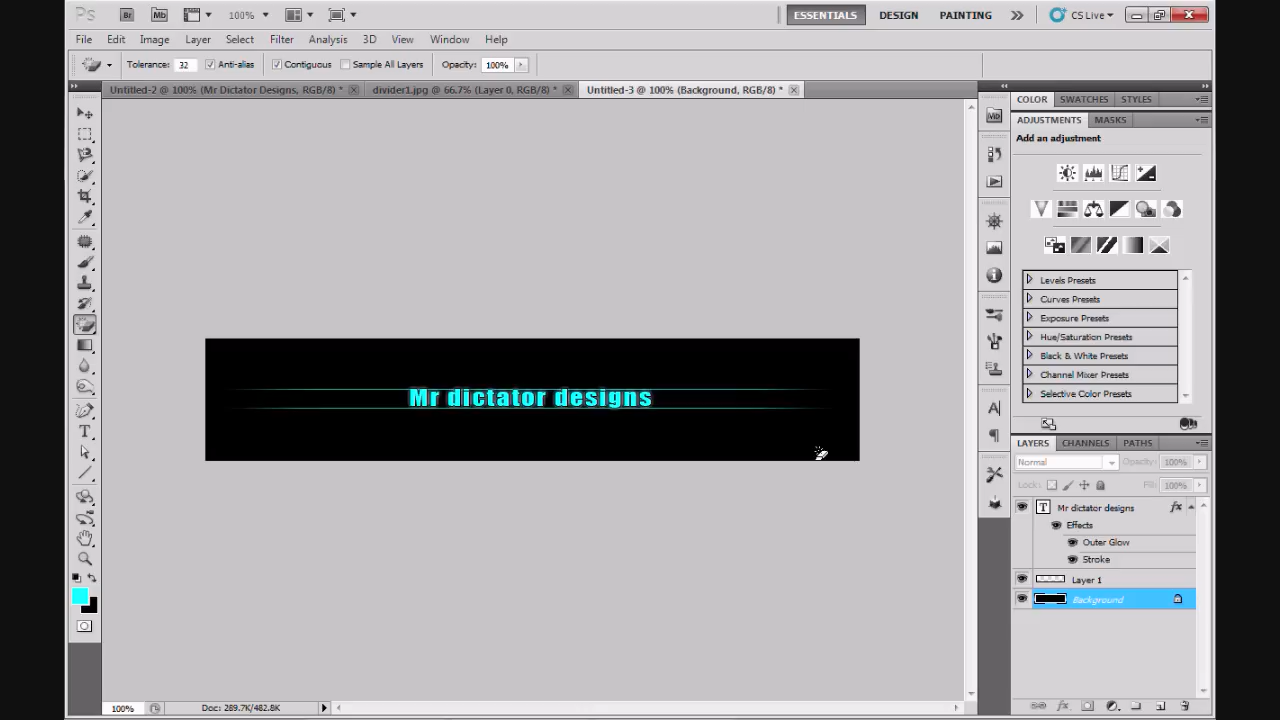 Ps Br Mb 100% ESSENTIALS DESIGN PAINTING CS Live
File Edit Image Layer Select Filter Analysis 3D View Window Help
Tolerance: 32 Anti-alias Contiguous Sample All Layers Opacity: 100%
Untitled-2 @ 100% (Mr Dictator Designs, RGB/8) * divider1.jpg @ 66.7% (Layer 0, RGB/8) * Untitled-3 @ 100% (Background, RGB/8) *
COLOR SWATCHES STYLES
ADJUSTMENTS MASKS
Add an adjustment
Levels Presets
Curves Presets
Exposure Presets
Hue/Saturation Presets
Black & White Presets
Channel Mixer Presets
Selective Color Presets
Mr dictator designs
LAYERS CHANNELS PATHS
Normal Opacity: 100%
Lock: Fill: 100%
T Mr dictator designs fx
Effects
Outer Glow
Stroke
Layer 1
Background
100% Doc: 289.7K/482.8K